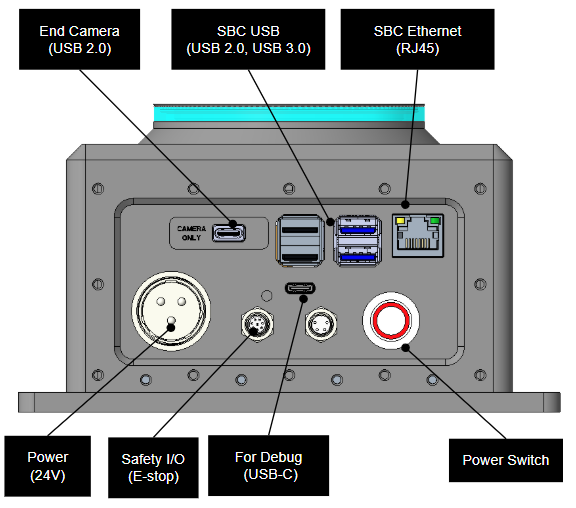 End Camera
(USB 2.0)
SBC USB
(USB 2.0, USB 3.0)
SBC Ethernet
(RJ45)
CAMERA
ONLY
Power
(24V)
Safety I/O
(E-stop)
For Debug
(USB-C)
Power Switch